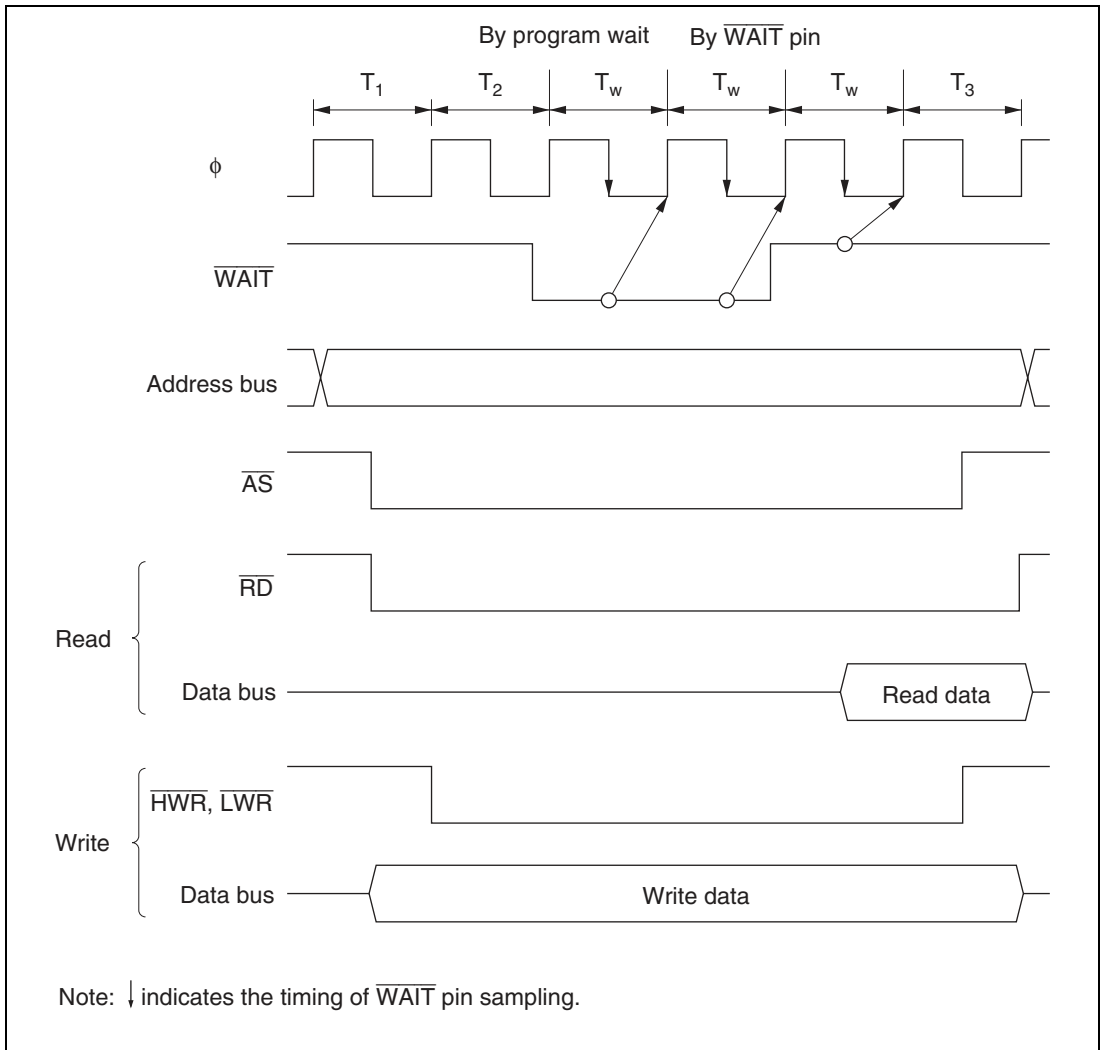 By program wait By WAIT pin
T1 T2 Tw Tw Tw T3
ϕ
WAIT
Address bus
AS
Read
RD
Data bus Read data
Write
HWR, LWR
Data bus Write data
Note: ↓ indicates the timing of WAIT pin sampling.